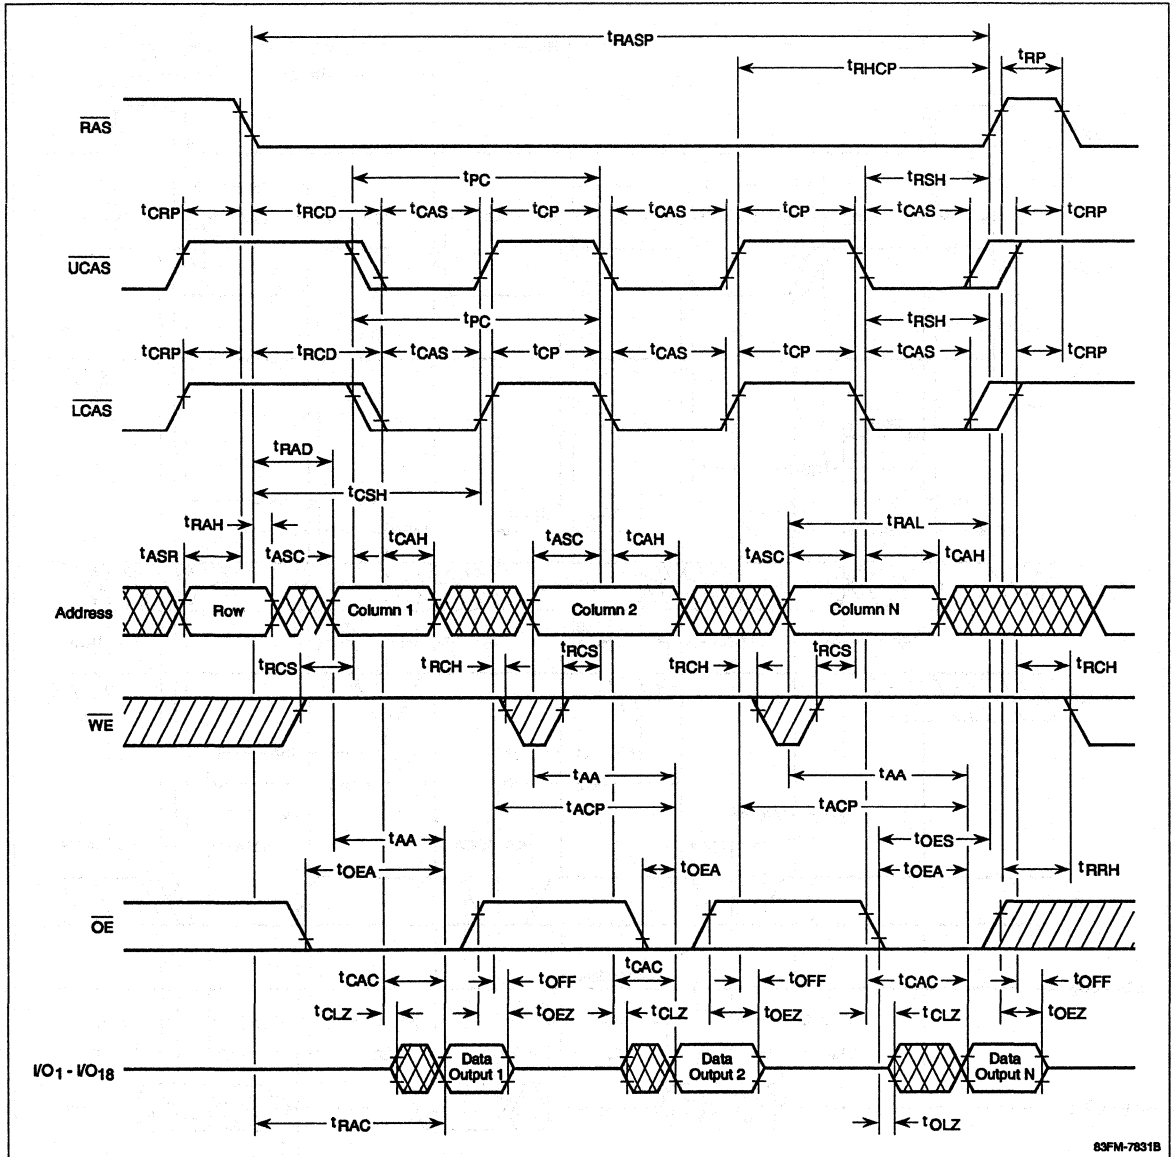 tRASP
tRHCP
tRP
RAS
tPC
tRSH
tCRP tRCD tCAS tCP tCAS tCP tCAS tCRP
UCAS
tPC
tRSH
tCRP tRCD tCAS tCP tCAS tCP tCAS tCRP
LCAS
tRAD
tCSH
tRAH tRAL
tASR tASC tCAH tASC tCAH tASC tCAH
Address Row Column 1 Column 2 Column N
tRCS tRCH tRCS tRCH tRCS tRCH
WE
tAA tAA
tACP tACP
tAA tOES
tOEA tOEA tOEA tRRH
OE
tCAC tOFF tCAC tOFF tCAC tOFF
tCLZ tOEZ tCLZ tOEZ tCLZ tOEZ
I/O1 - I/O18 Data Output 1 Data Output 2 Data Output N
tRAC tOLZ
83FM-7831B